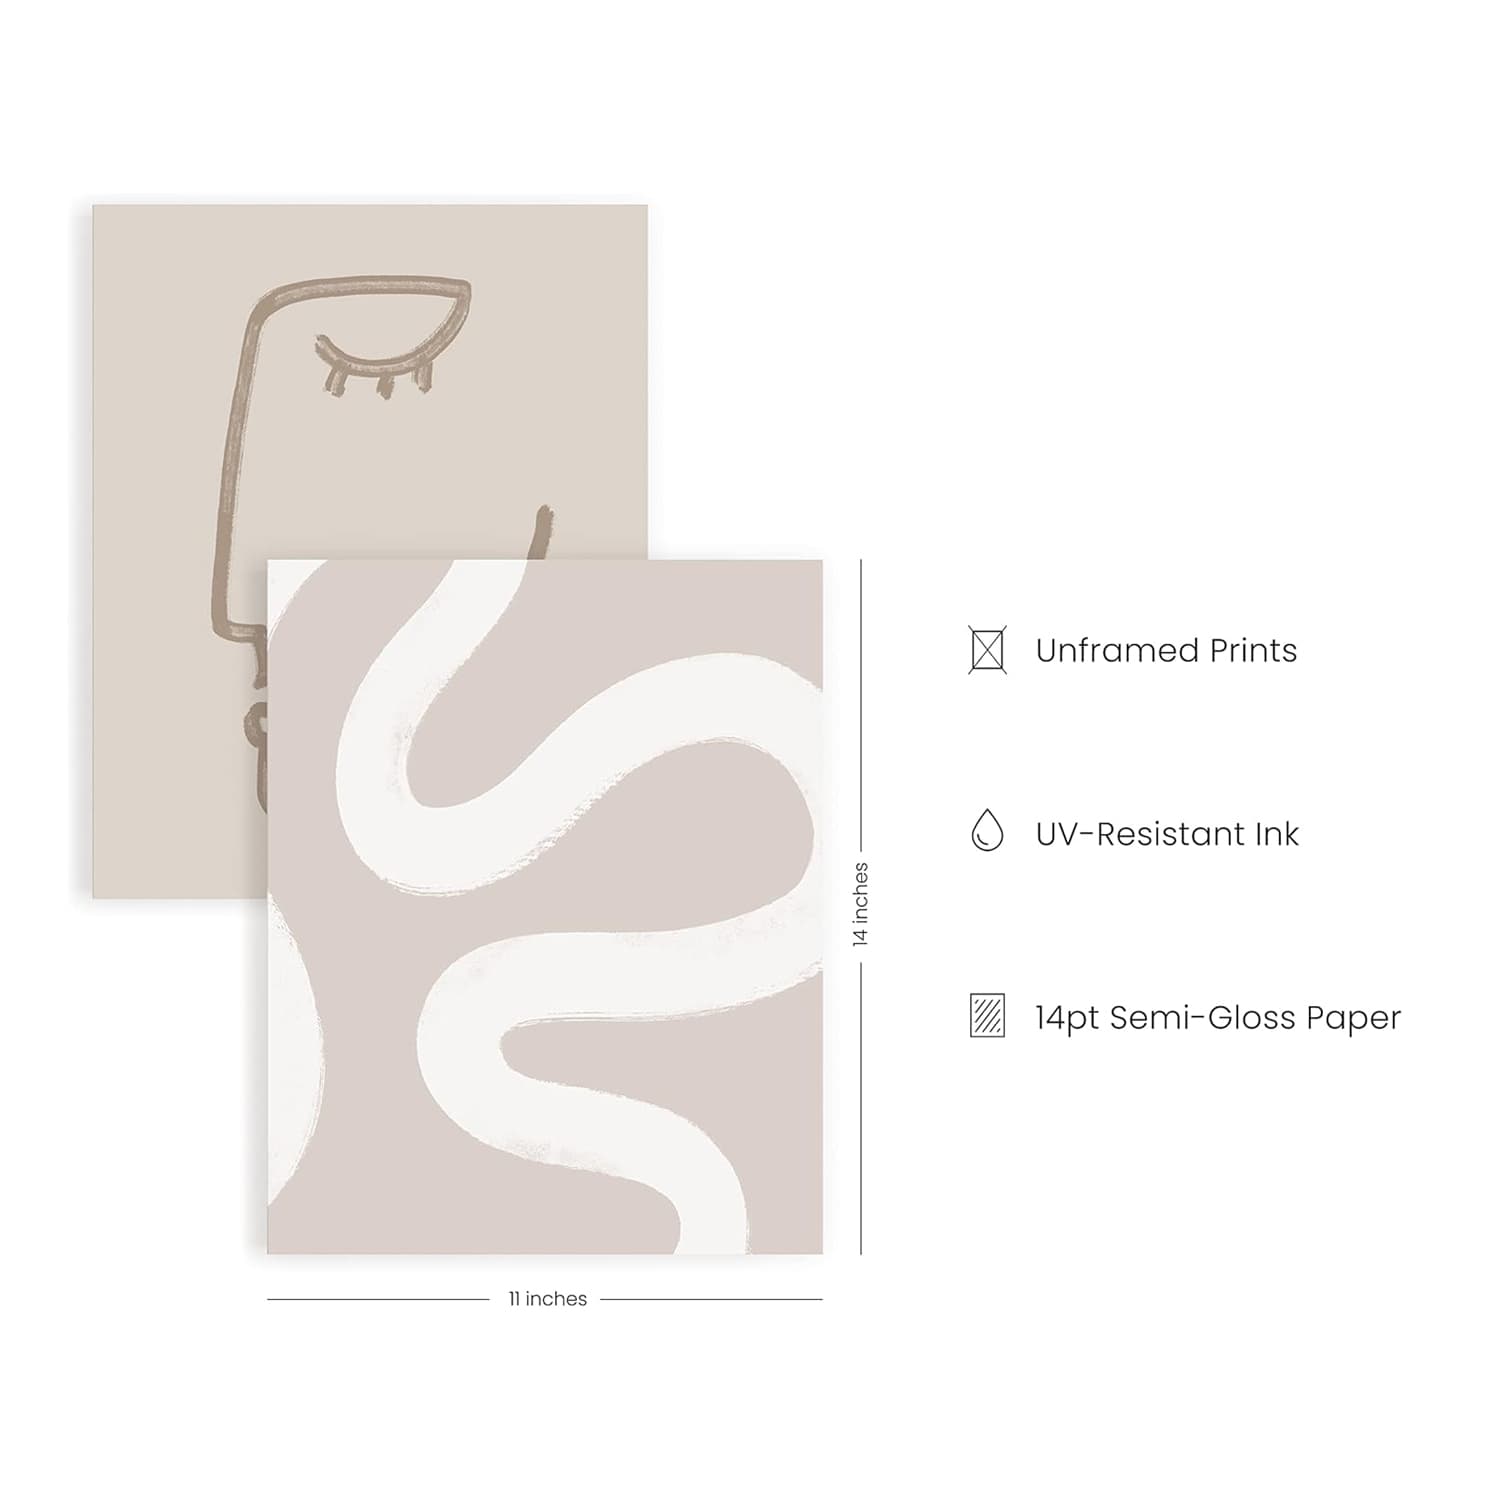 Unframed Prints
UV-Resistant Ink
14 inches
14pt Semi-Gloss Paper
11 inches